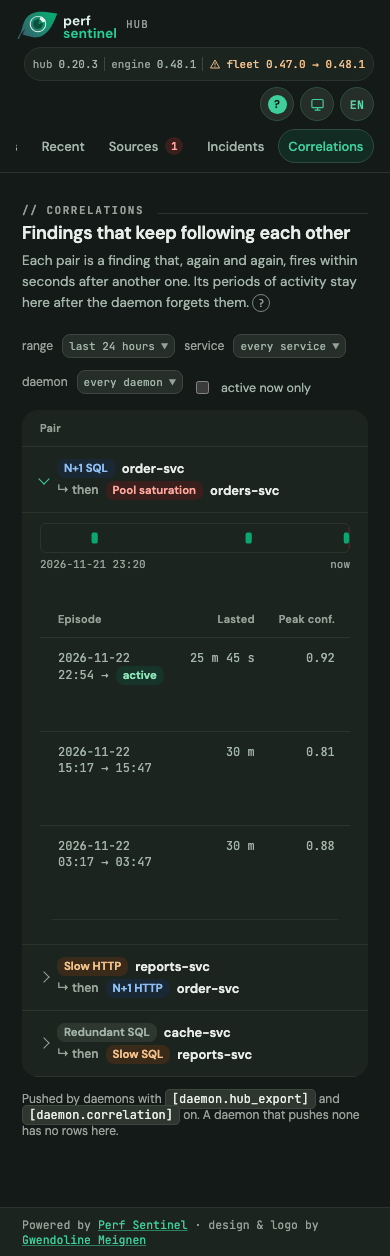 perf
sentinel HUB
hub 0.20.3 engine 0.48.1 ⚠ fleet 0.47.0 → 0.48.1
? EN
s Recent Sources 1 Incidents Correlations
// CORRELATIONS
Findings that keep following each other
Each pair is a finding that, again and again, fires within
seconds after another one. Its periods of activity stay
here after the daemon forgets them. ?
range last 24 hours ▼ service every service ▼
daemon every daemon ▼ active now only
Pair
N+1 SQL order-svc
↳ then Pool saturation orders-svc
2026-11-21 23:20 now
Episode Lasted Peak conf.
2026-11-22 25 m 45 s 0.92
22:54 → active
2026-11-22 30 m 0.81
15:17 → 15:47
2026-11-22 30 m 0.88
03:17 → 03:47
Slow HTTP reports-svc
↳ then N+1 HTTP order-svc
Redundant SQL cache-svc
↳ then Slow SQL reports-svc
Pushed by daemons with [daemon.hub_export] and
[daemon.correlation] on. A daemon that pushes none
has no rows here.
Powered by Perf Sentinel · design & logo by
Gwendoline Meignen